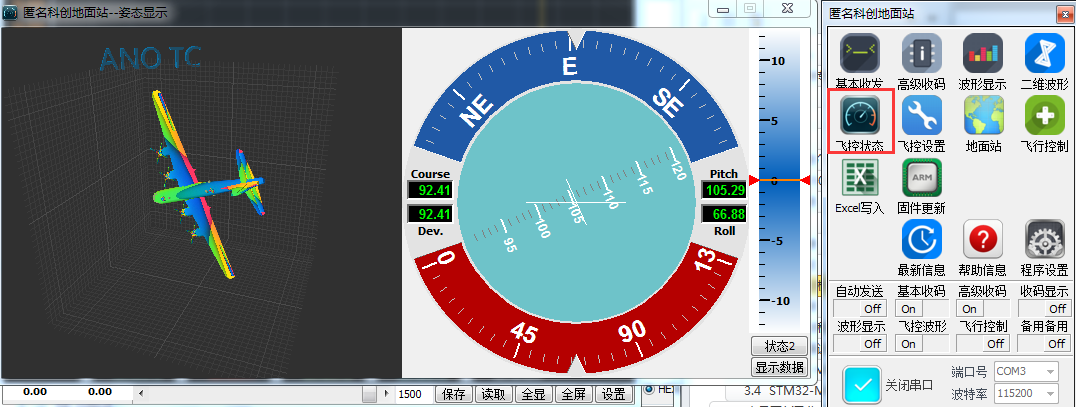 匿名科创地面站--姿态显示
ANO TC
E
NE
SE
Course
92.41
92.41
Dev.
Pitch
105.29
66.88
Roll
95
100
105
110
115
120
0
45
90
13
10
5
0
-5
-10
状态2
显示数据
0.00 0.00
1500
保存 读取 全显 全屏 设置
HE
3.4 STM32-M
匿名科创地面站
基本收发 高级收码 波形显示 二维波形
飞控状态 飞控设置 地面站 飞行控制
Excel写入 ARM 固件更新
最新信息 帮助信息 程序设置
自动发送 基本收码 高级收码 收码显示
Off On On Off
波形显示 飞控波形 飞行控制 备用备用
Off On Off Off
关闭串口
端口号 COM3
波特率 115200